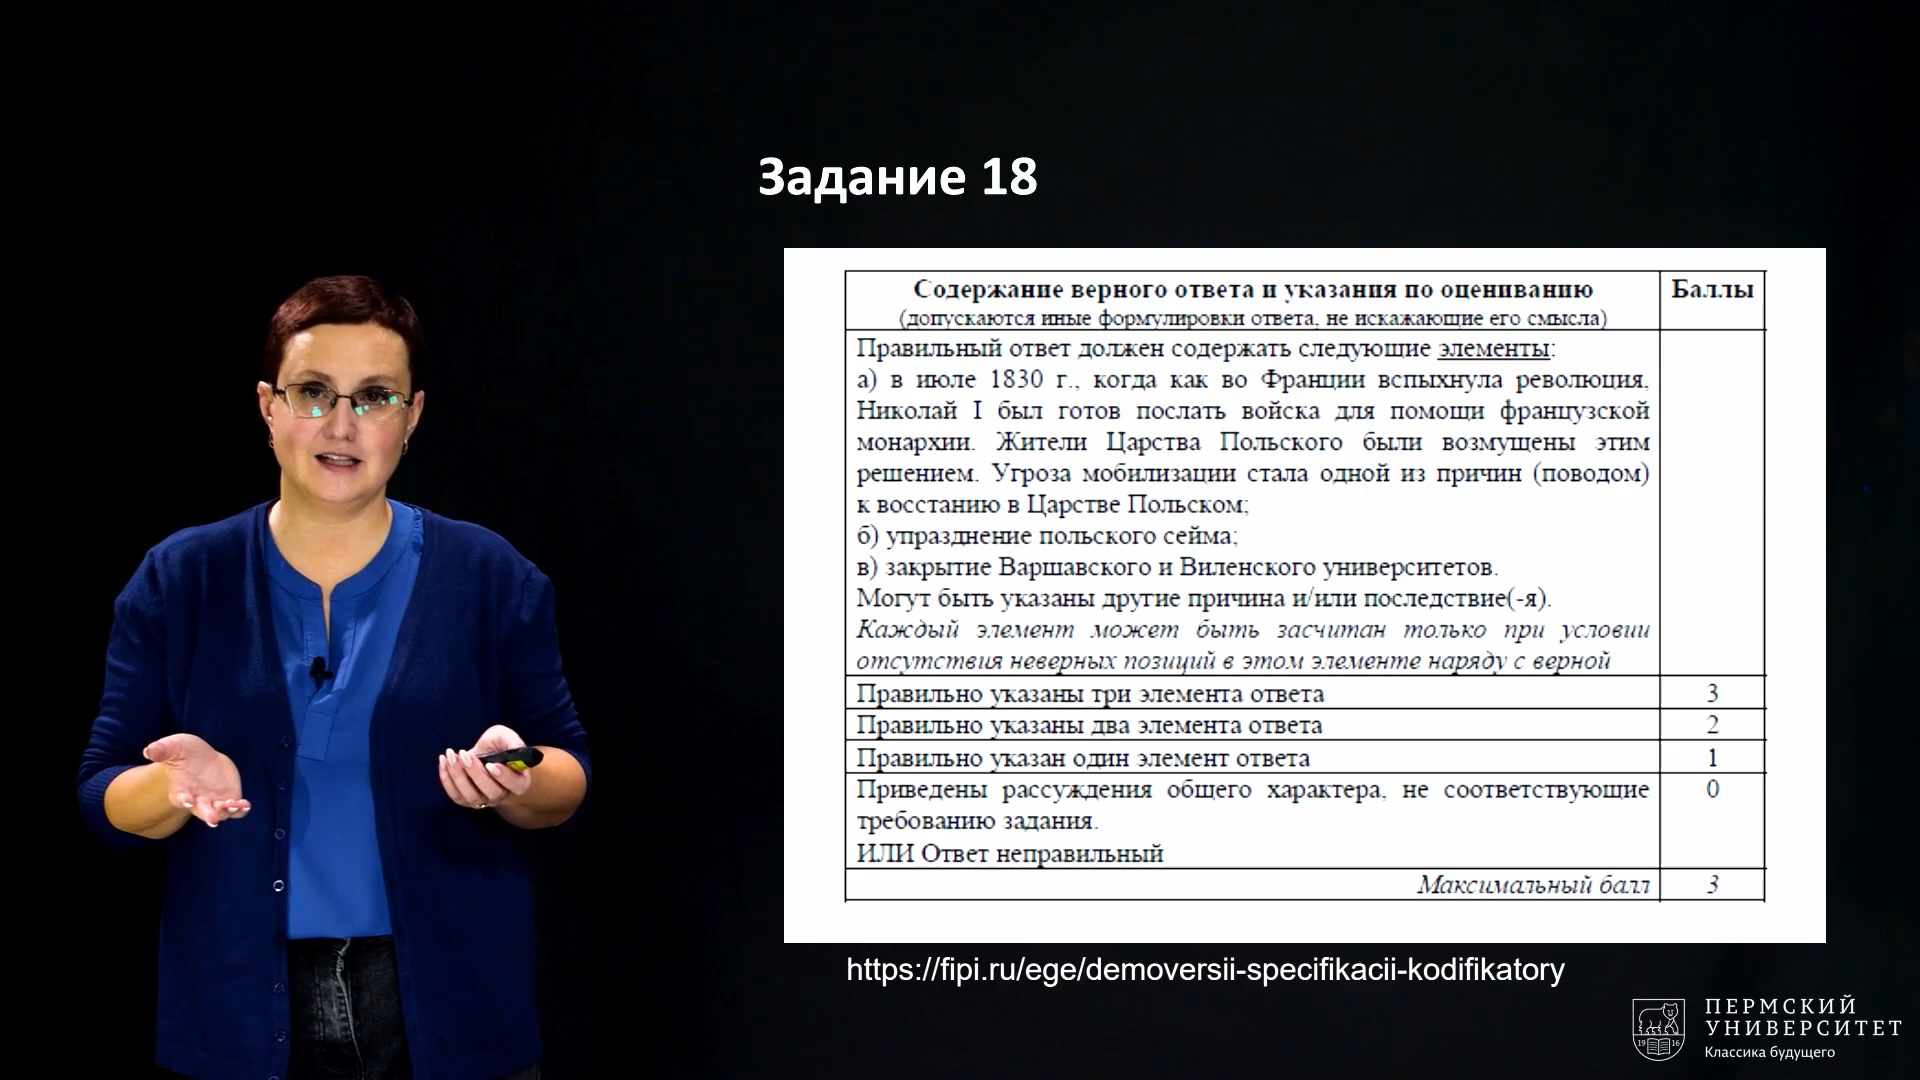 Задание 18
Содержание верного ответа и указания по оцениванию
(допускаются иные формулировки ответа, не искажающие его смысла)
Баллы
Правильный ответ должен содержать следующие элементы:
а) в июле 1830 г., когда как во Франции вспыхнула революция,
Николай I был готов послать войска для помощи французской
монархии. Жители Царства Польского были возмущены этим
решением. Угроза мобилизации стала одной из причин (поводом)
к восстанию в Царстве Польском;
б) упразднение польского сейма;
в) закрытие Варшавского и Виленского университетов.
Могут быть указаны другие причина и/или последствие(-я).
Каждый элемент может быть засчитан только при условии
отсутствия неверных позиций в этом элементе наряду с верной
Правильно указаны три элемента ответа 3
Правильно указаны два элемента ответа 2
Правильно указан один элемент ответа 1
Приведены рассуждения общего характера, не соответствующие 0
требованию задания.
ИЛИ Ответ неправильный
Максимальный балл 3
https://fipi.ru/ege/demoversii-specifikacii-kodifikatory
19 16
ПЕРМСКИЙ
УНИВЕРСИТЕТ
Классика будущего